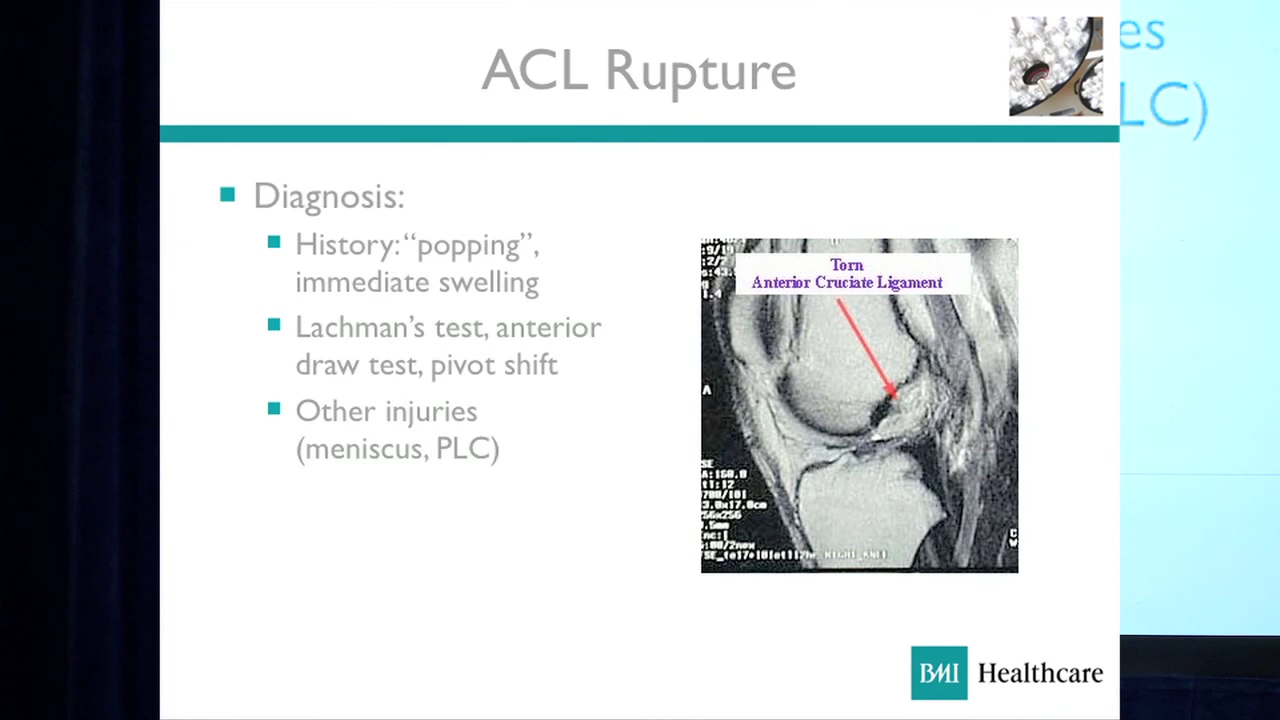 ACL Rupture
es
LC)
Diagnosis:
History: “popping”,
immediate swelling
Lachman’s test, anterior
draw test, pivot shift
Other injuries
(meniscus, PLC)
Torn
Anterior Cruciate Ligament
A
SE
BMI Healthcare